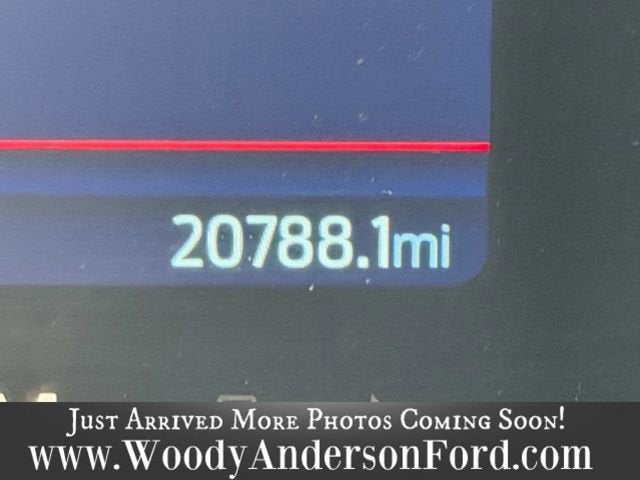 20788.1mi
Just Arrived More Photos Coming Soon!
www.WoodyAndersonFord.com